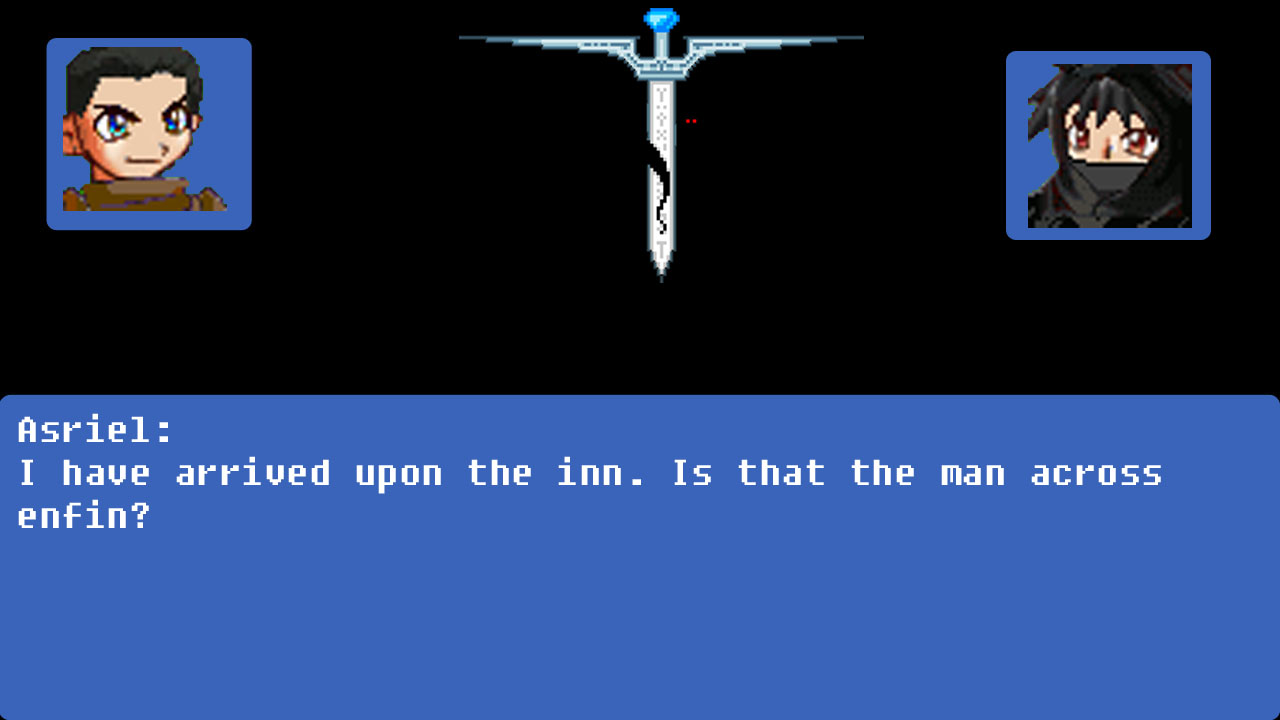 Asriel:
I have arrived upon the inn. Is that the man across
enfin?